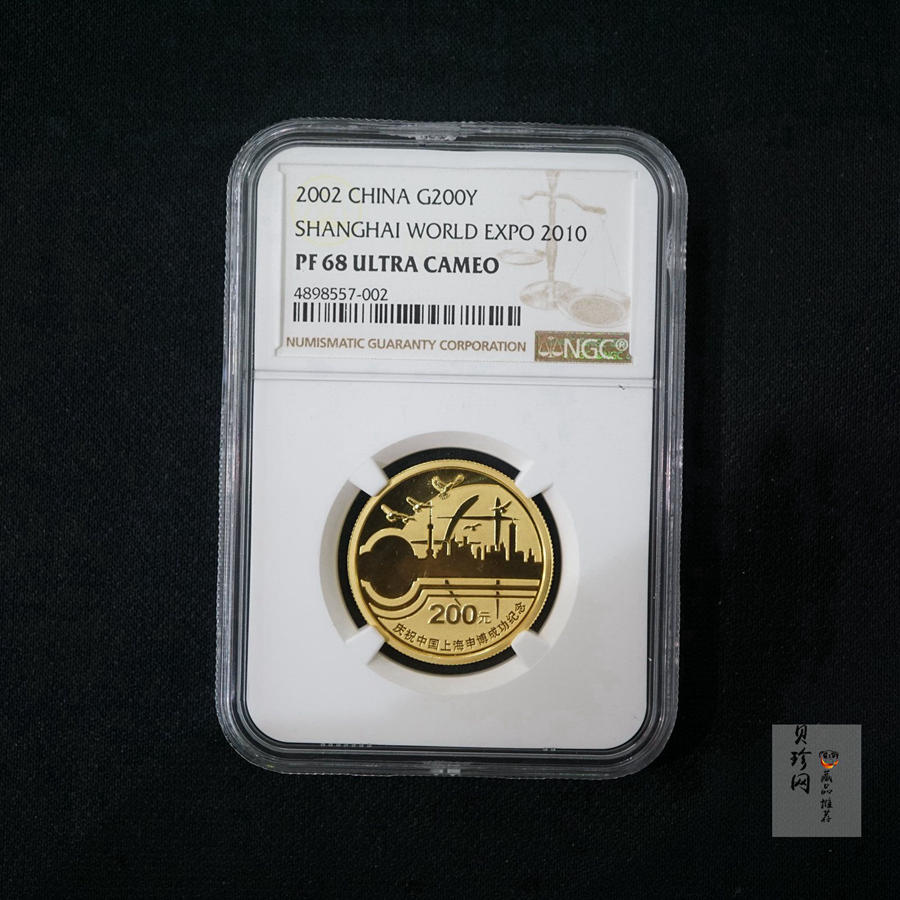 2002 CHINA G200Y
SHANGHAI WORLD EXPO 2010
PF 68 ULTRA CAMEO
4898557-002
NUMISMATIC GUARANTY CORPORATION
NGC®
200元
庆祝中国上海申博成功纪念
贝珍网
藏品推荐